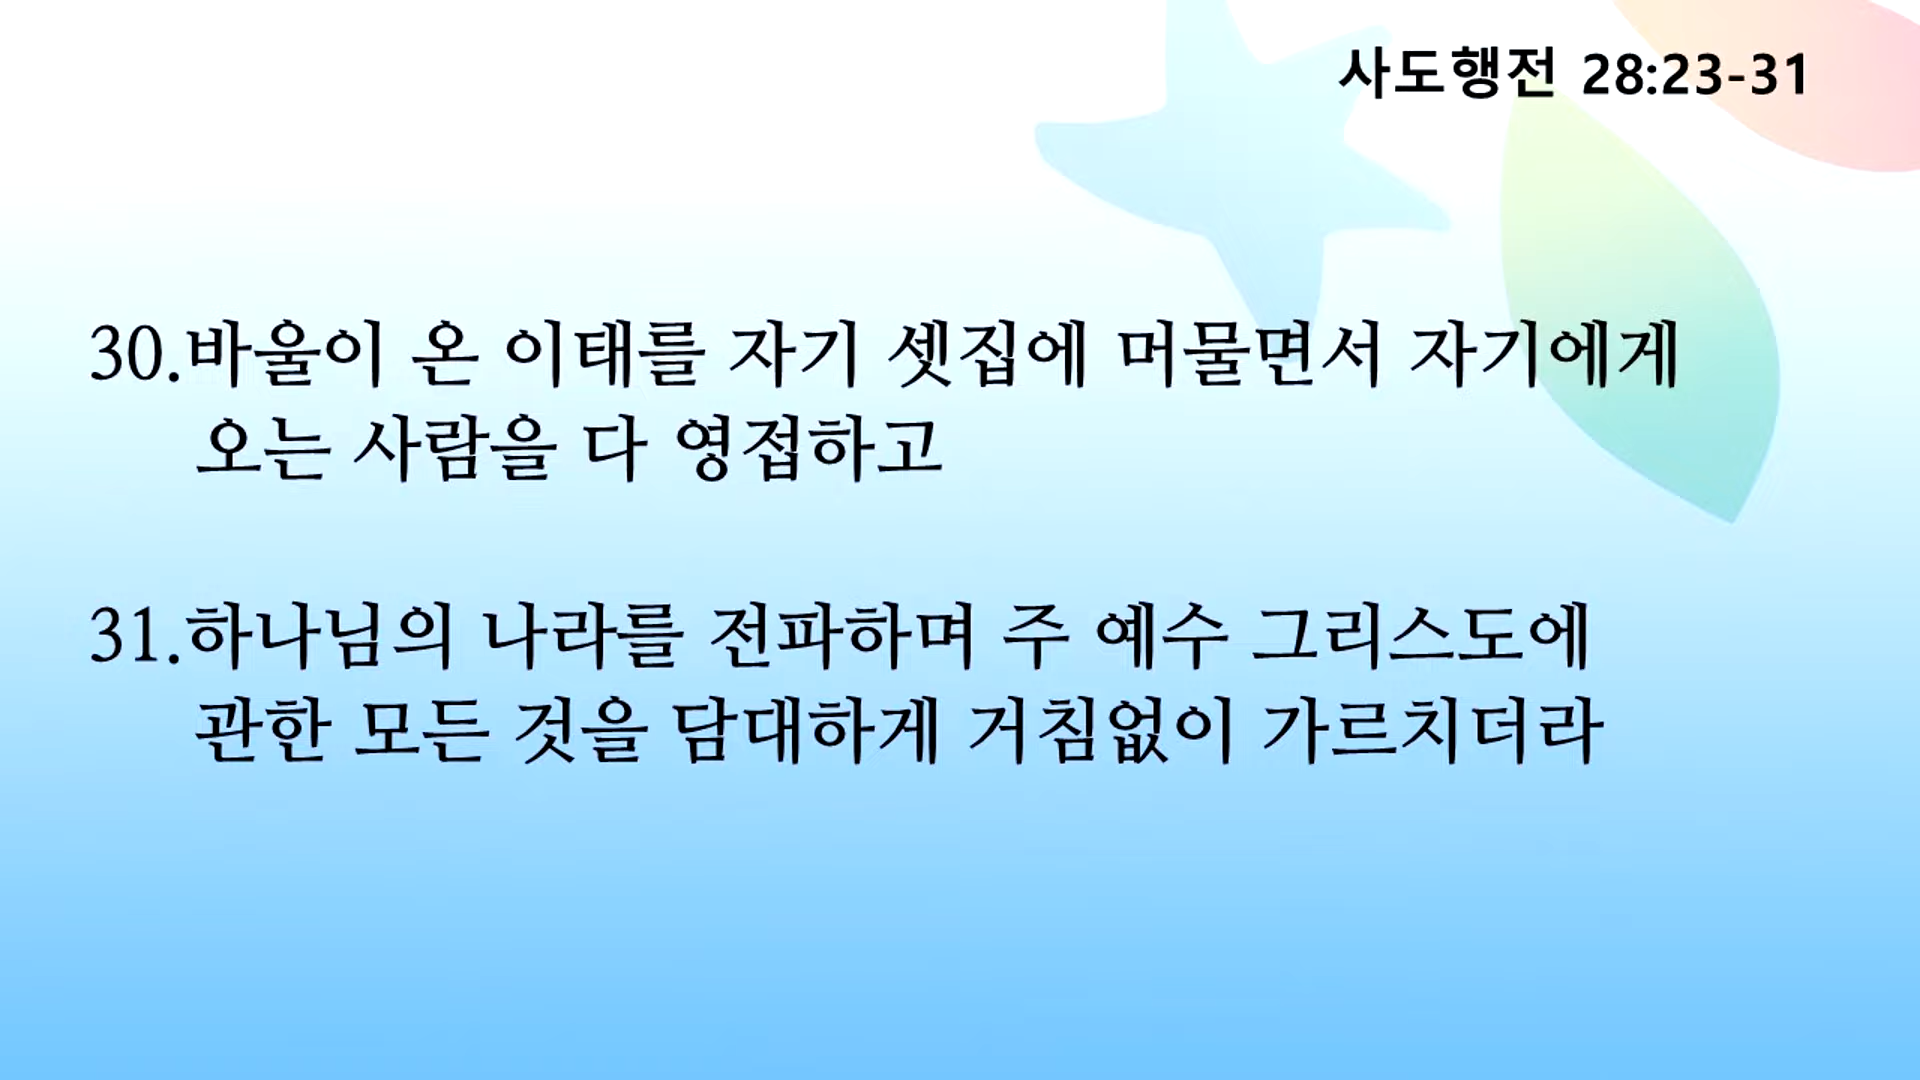 사도행전 28:23-31
30.바울이 온 이태를 자기 셋집에 머물면서 자기에게
오는 사람을 다 영접하고
31.하나님의 나라를 전파하며 주 예수 그리스도에
관한 모든 것을 담대하게 거침없이 가르치더라